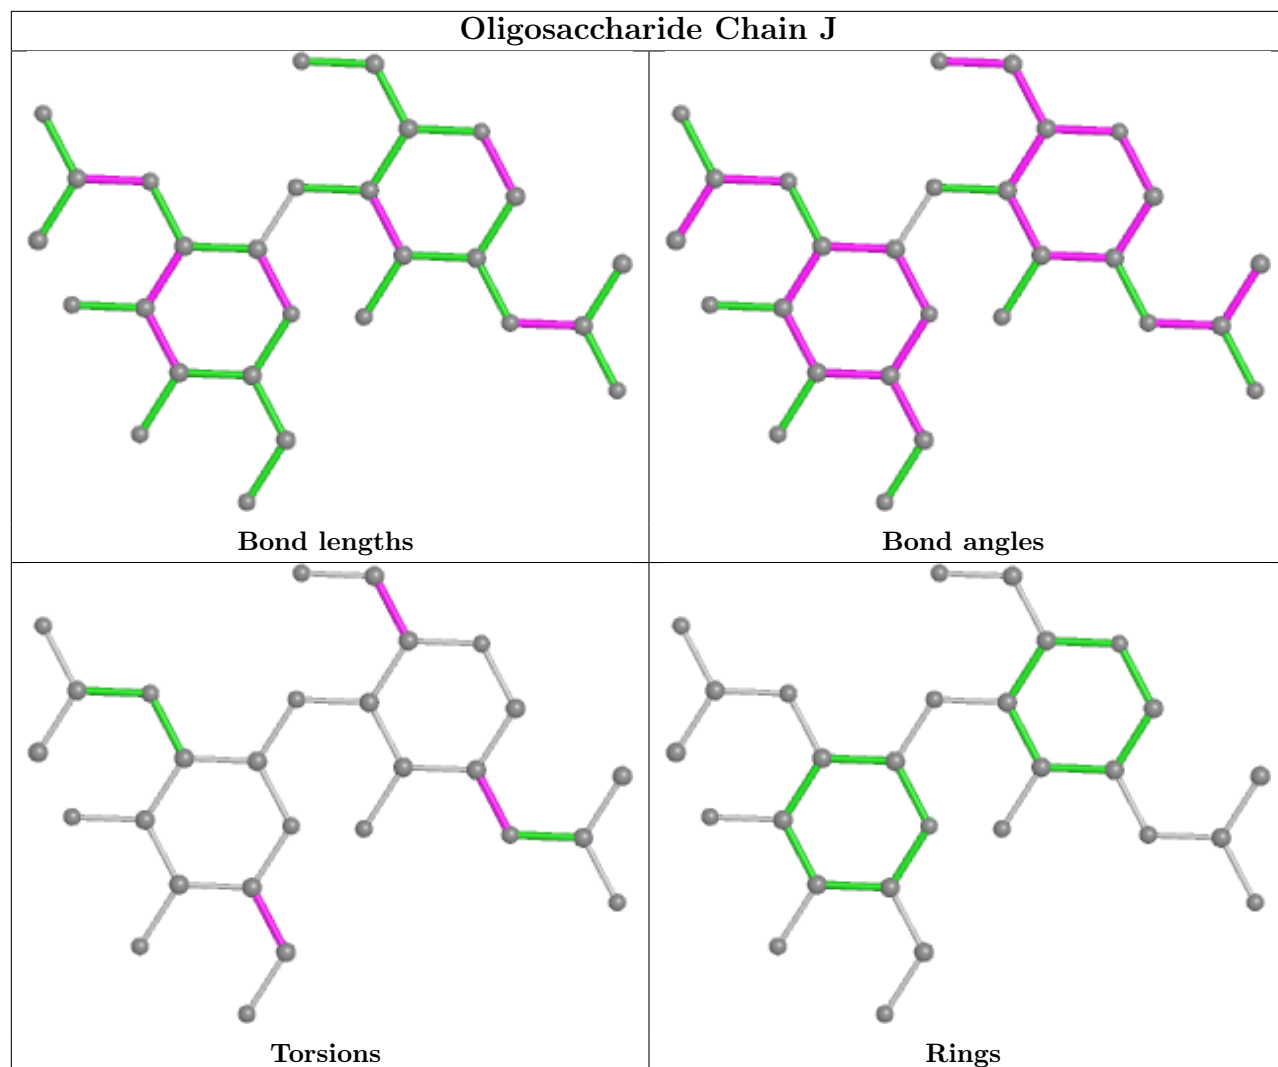 Oligosaccharide Chain J
Bond lengths
Bond angles
Torsions
Rings